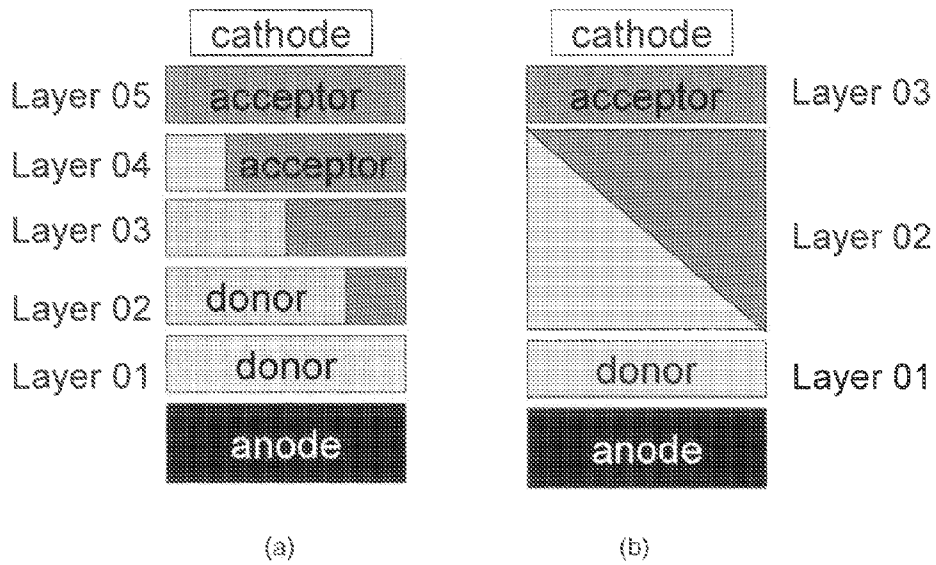 cathode
Layer 05
acceptor
Layer 04
acceptor
Layer 03
Layer 02
donor
Layer 01
donor
anode
(a)
cathode
acceptor
Layer 03
Layer 02
donor
Layer 01
anode
(b)